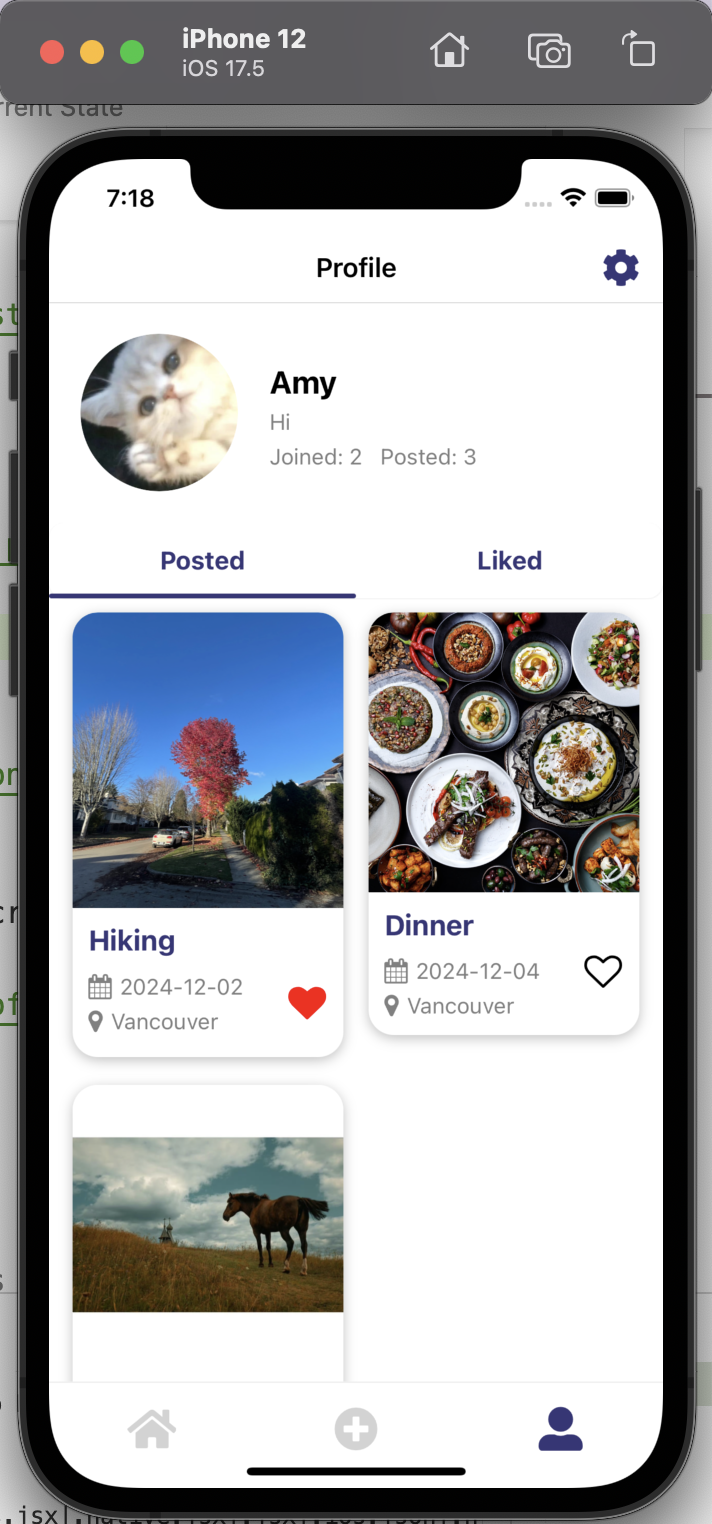 iPhone 12
iOS 17.5
rrent State
7:18
Profile
Amy
Hi
Joined: 2 Posted: 3
Posted Liked
Hiking
2024-12-02
Vancouver
Dinner
2024-12-04
Vancouver